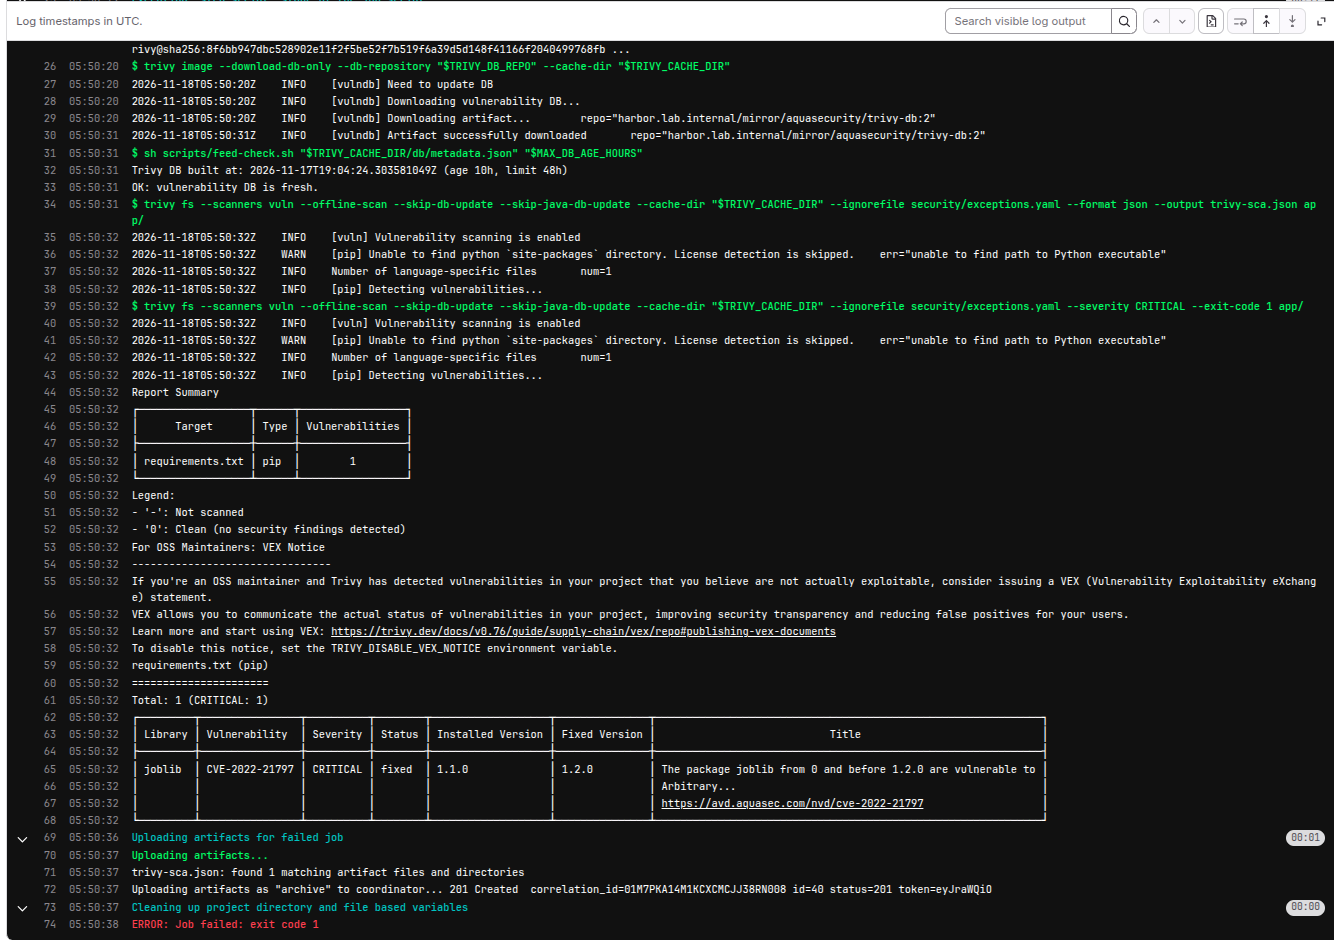 Log timestamps in UTC.
Search visible log output
rivy@sha256:8f6bb947dbc528902e11f2f5be52f7b519f6a39d5d148f41166f2040499768fb ...
26 05:50:20 $ trivy image --download-db-only --db-repository "$TRIVY_DB_REPO" --cache-dir "$TRIVY_CACHE_DIR"
27 05:50:20 2026-11-18T05:50:20Z INFO [vulndb] Need to update DB
28 05:50:20 2026-11-18T05:50:20Z INFO [vulndb] Downloading vulnerability DB...
29 05:50:20 2026-11-18T05:50:20Z INFO [vulndb] Downloading artifact... repo="harbor.lab.internal/mirror/aquasecurity/trivy-db:2"
30 05:50:31 2026-11-18T05:50:31Z INFO [vulndb] Artifact successfully downloaded repo="harbor.lab.internal/mirror/aquasecurity/trivy-db:2"
31 05:50:31 $ sh scripts/feed-check.sh "$TRIVY_CACHE_DIR/db/metadata.json" "$MAX_DB_AGE_HOURS"
32 05:50:31 Trivy DB built at: 2026-11-17T19:04:24.303581049Z (age 10h, limit 48h)
33 05:50:31 OK: vulnerability DB is fresh.
34 05:50:31 $ trivy fs --scanners vuln --offline-scan --skip-db-update --skip-java-db-update --cache-dir "$TRIVY_CACHE_DIR" --ignorefile security/exceptions.yaml --format json --output trivy-sca.json ap
p/
35 05:50:32 2026-11-18T05:50:32Z INFO [vuln] Vulnerability scanning is enabled
36 05:50:32 2026-11-18T05:50:32Z WARN [pip] Unable to find python `site-packages` directory. License detection is skipped. err="unable to find path to Python executable"
37 05:50:32 2026-11-18T05:50:32Z INFO Number of language-specific files num=1
38 05:50:32 2026-11-18T05:50:32Z INFO [pip] Detecting vulnerabilities...
39 05:50:32 $ trivy fs --scanners vuln --offline-scan --skip-db-update --skip-java-db-update --cache-dir "$TRIVY_CACHE_DIR" --ignorefile security/exceptions.yaml --severity CRITICAL --exit-code 1 app/
40 05:50:32 2026-11-18T05:50:32Z INFO [vuln] Vulnerability scanning is enabled
41 05:50:32 2026-11-18T05:50:32Z WARN [pip] Unable to find python `site-packages` directory. License detection is skipped. err="unable to find path to Python executable"
42 05:50:32 2026-11-18T05:50:32Z INFO Number of language-specific files num=1
43 05:50:32 2026-11-18T05:50:32Z INFO [pip] Detecting vulnerabilities...
44 05:50:32 Report Summary
45 05:50:32
46 05:50:32 Target Type Vulnerabilities
47 05:50:32
48 05:50:32 requirements.txt pip 1
49 05:50:32
50 05:50:32 Legend:
51 05:50:32 - '-': Not scanned
52 05:50:32 - '0': Clean (no security findings detected)
53 05:50:32 For OSS Maintainers: VEX Notice
54 05:50:32 --------------------------------
55 05:50:32 If you're an OSS maintainer and Trivy has detected vulnerabilities in your project that you believe are not actually exploitable, consider issuing a VEX (Vulnerability Exploitability eXchang
e) statement.
56 05:50:32 VEX allows you to communicate the actual status of vulnerabilities in your project, improving security transparency and reducing false positives for your users.
57 05:50:32 Learn more and start using VEX: https://trivy.dev/docs/v0.76/guide/supply-chain/vex/repo#publishing-vex-documents
58 05:50:32 To disable this notice, set the TRIVY_DISABLE_VEX_NOTICE environment variable.
59 05:50:32 requirements.txt (pip)
60 05:50:32 ======================
61 05:50:32 Total: 1 (CRITICAL: 1)
62 05:50:32
63 05:50:32 Library Vulnerability Severity Status Installed Version Fixed Version Title
64 05:50:32
65 05:50:32 joblib CVE-2022-21797 CRITICAL fixed 1.1.0 1.2.0 The package joblib from 0 and before 1.2.0 are vulnerable to
66 05:50:32 Arbitrary...
67 05:50:32 https://avd.aquasec.com/nvd/cve-2022-21797
68 05:50:32
69 05:50:36 Uploading artifacts for failed job 00:01
70 05:50:37 Uploading artifacts...
71 05:50:37 trivy-sca.json: found 1 matching artifact files and directories
72 05:50:37 Uploading artifacts as "archive" to coordinator... 201 Created correlation_id=01M7PKA14M1KCXCMCJJ38RN008 id=40 status=201 token=eyJraWQiO
73 05:50:37 Cleaning up project directory and file based variables 00:00
74 05:50:38 ERROR: Job failed: exit code 1